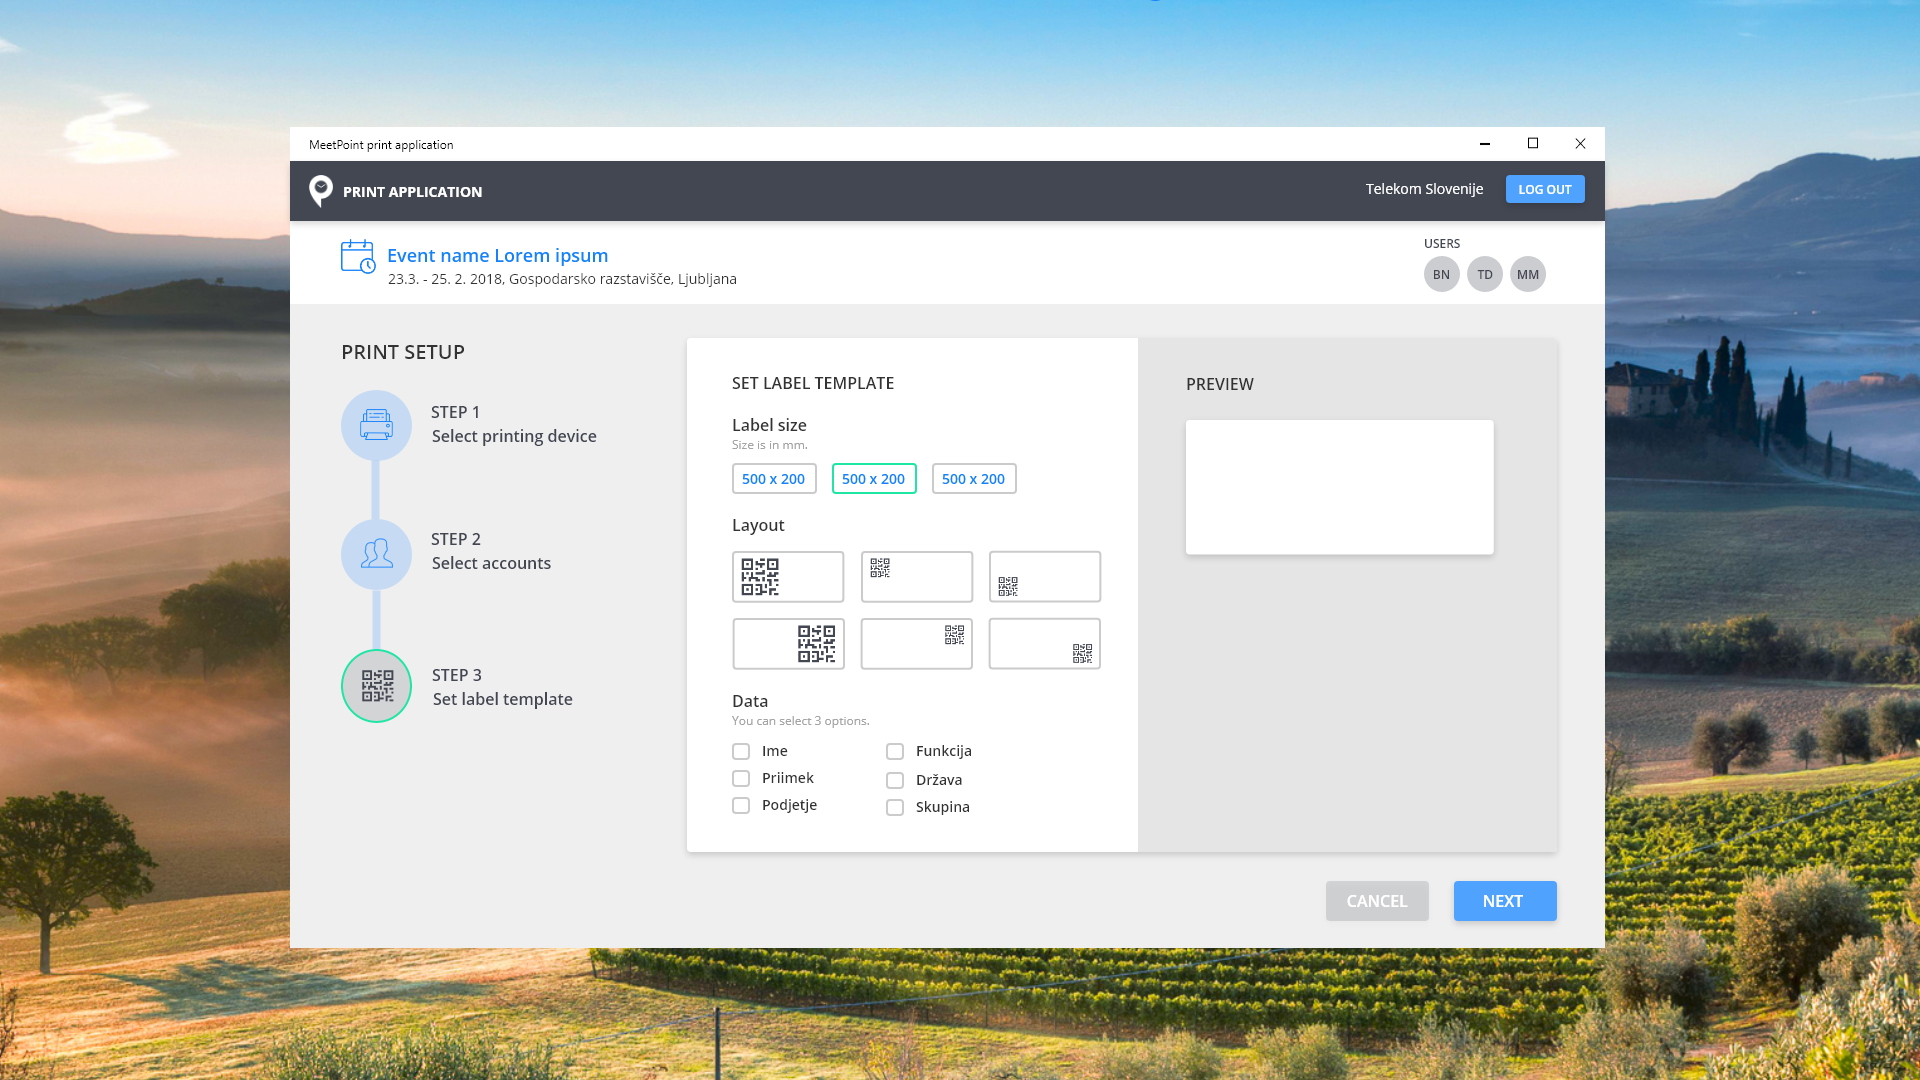 MeetPoint print application
PRINT APPLICATION
Telekom Slovenije
LOG OUT
Event name Lorem ipsum
23.3. - 25. 2. 2018, Gospodarsko razstavišče, Ljubljana
USERS
BN TD MM
PRINT SETUP
STEP 1
Select printing device
STEP 2
Select accounts
STEP 3
Set label template
SET LABEL TEMPLATE
Label size
Size is in mm.
500 x 200 500 x 200 500 x 200
Layout
Data
You can select 3 options.
Ime
Priimek
Podjetje
Funkcija
Država
Skupina
PREVIEW
CANCEL
NEXT